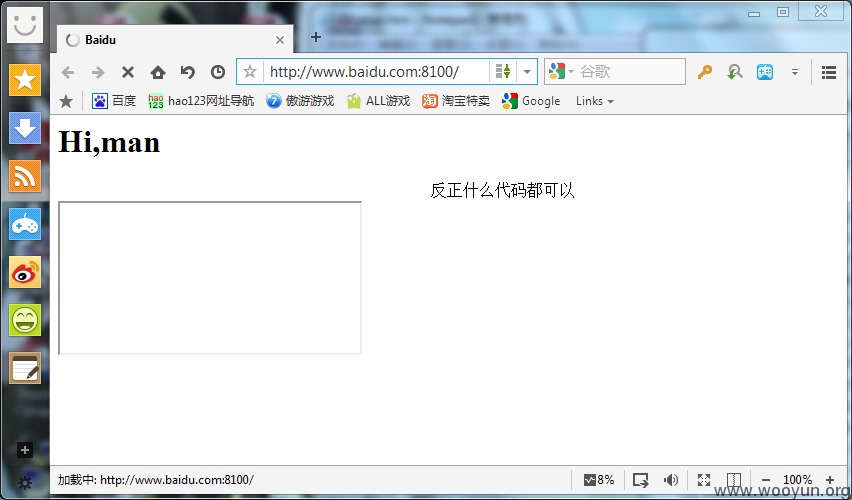 Baidu
http://www.baidu.com:8100/
谷歌
百度
hao123网址导航
傲游游戏
ALL游戏
淘宝特卖
Google
Links
Hi,man
反正什么代码都可以
加载中: http://www.baidu.com:8100/
8%
100%
www.wooyun.org